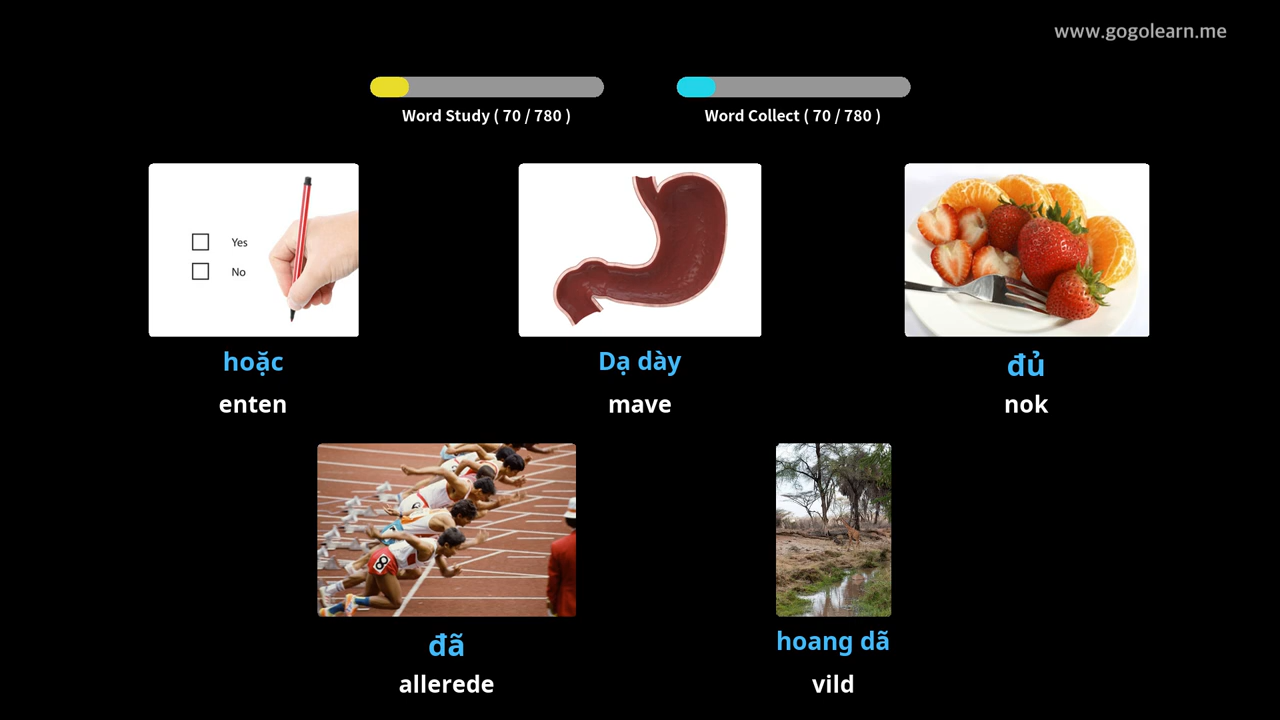 www.gogolearn.me
Word Study ( 70 / 780 )
Word Collect ( 70 / 780 )
Yes
No
hoặc
enten
Dạ dày
mave
đủ
nok
8
đã
allerede
hoang dã
vild